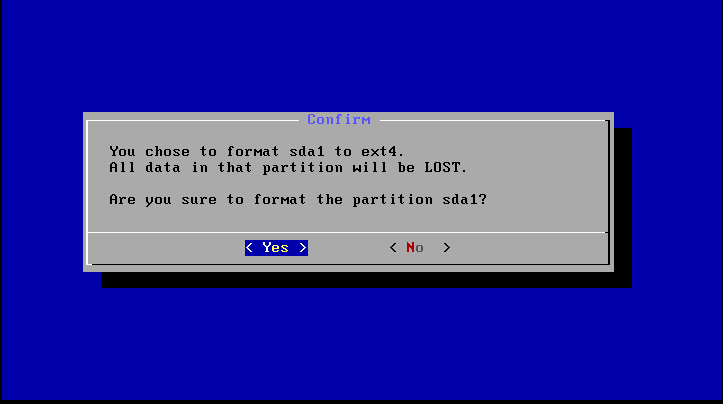 Confirm
You chose to format sda1 to ext4.
All data in that partition will be LOST.
Are you sure to format the partition sda1?
< Yes > < No >